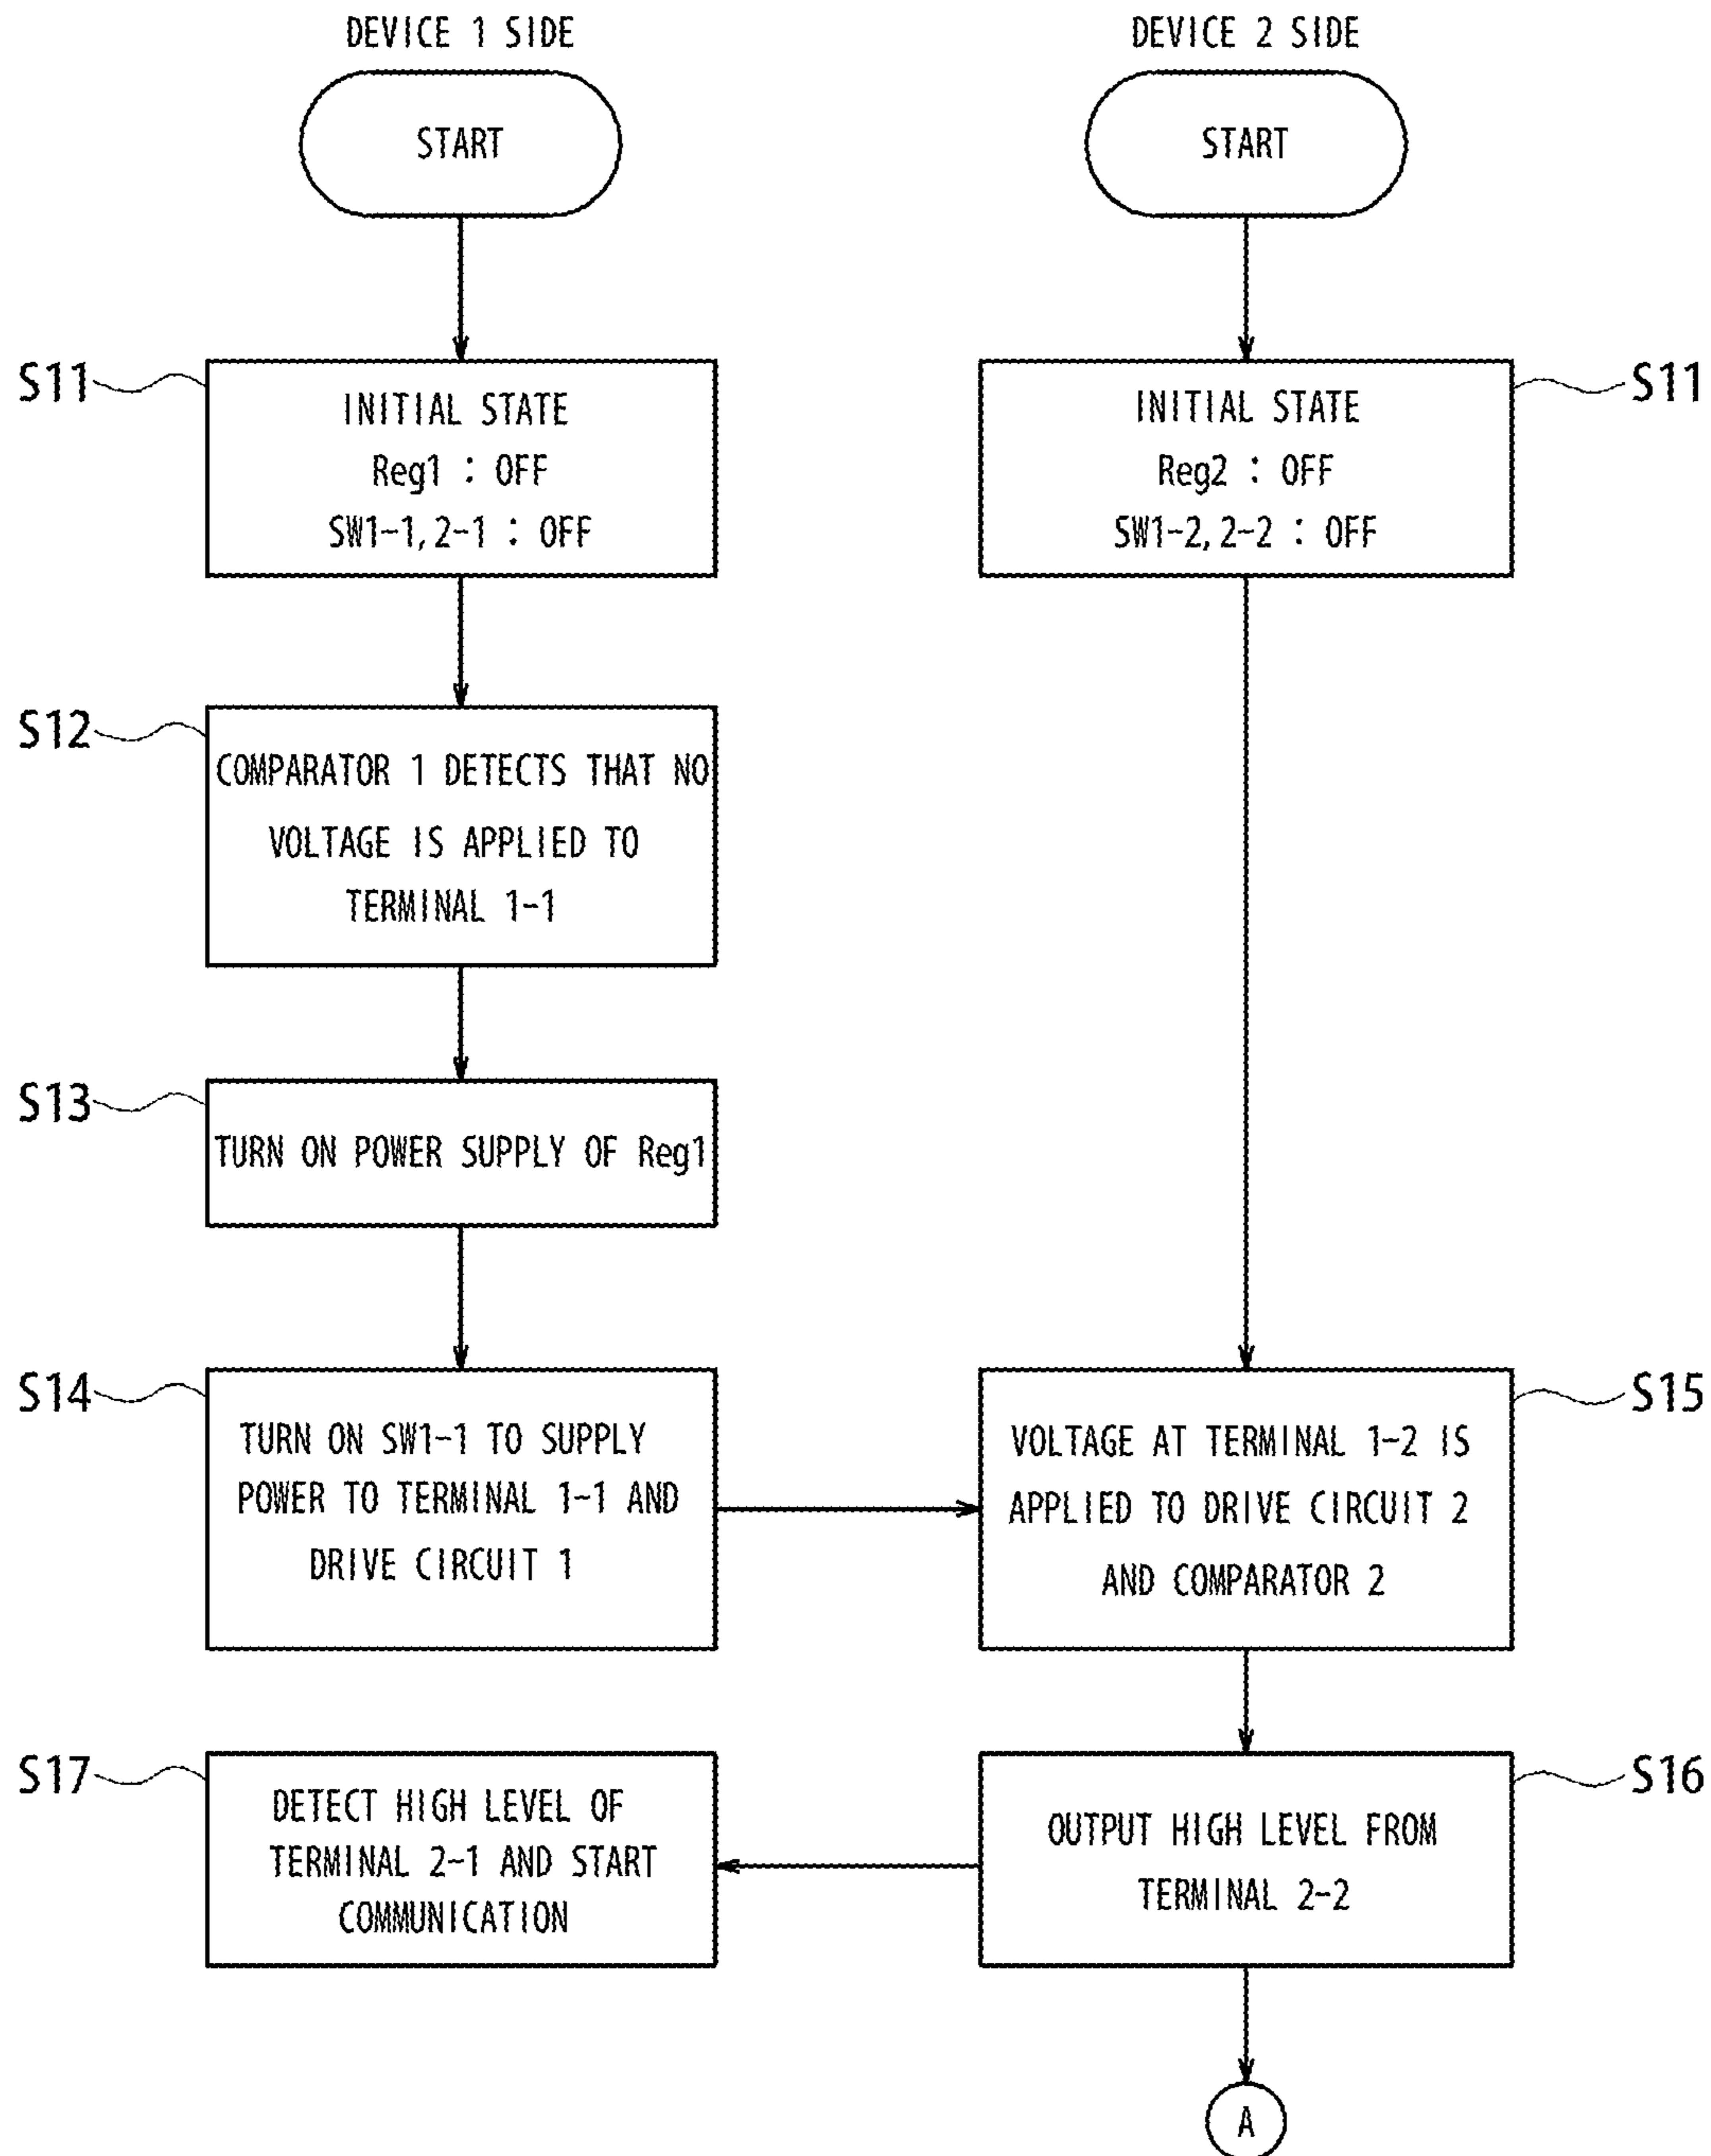 DEVICE 1 SIDE
DEVICE 2 SIDE
START
START
S11
INITIAL STATE
Reg1 : OFF
SW1-1, 2-1 : OFF
INITIAL STATE
Reg2 : OFF
SW1-2, 2-2 : OFF
S11
S12
COMPARATOR 1 DETECTS THAT NO
VOLTAGE IS APPLIED TO
TERMINAL 1-1
S13
TURN ON POWER SUPPLY OF Reg1
S14
TURN ON SW1-1 TO SUPPLY
POWER TO TERMINAL 1-1 AND
DRIVE CIRCUIT 1
VOLTAGE AT TERMINAL 1-2 IS
APPLIED TO DRIVE CIRCUIT 2
AND COMPARATOR 2
S15
S17
DETECT HIGH LEVEL OF
TERMINAL 2-1 AND START
COMMUNICATION
OUTPUT HIGH LEVEL FROM
TERMINAL 2-2
S16
A